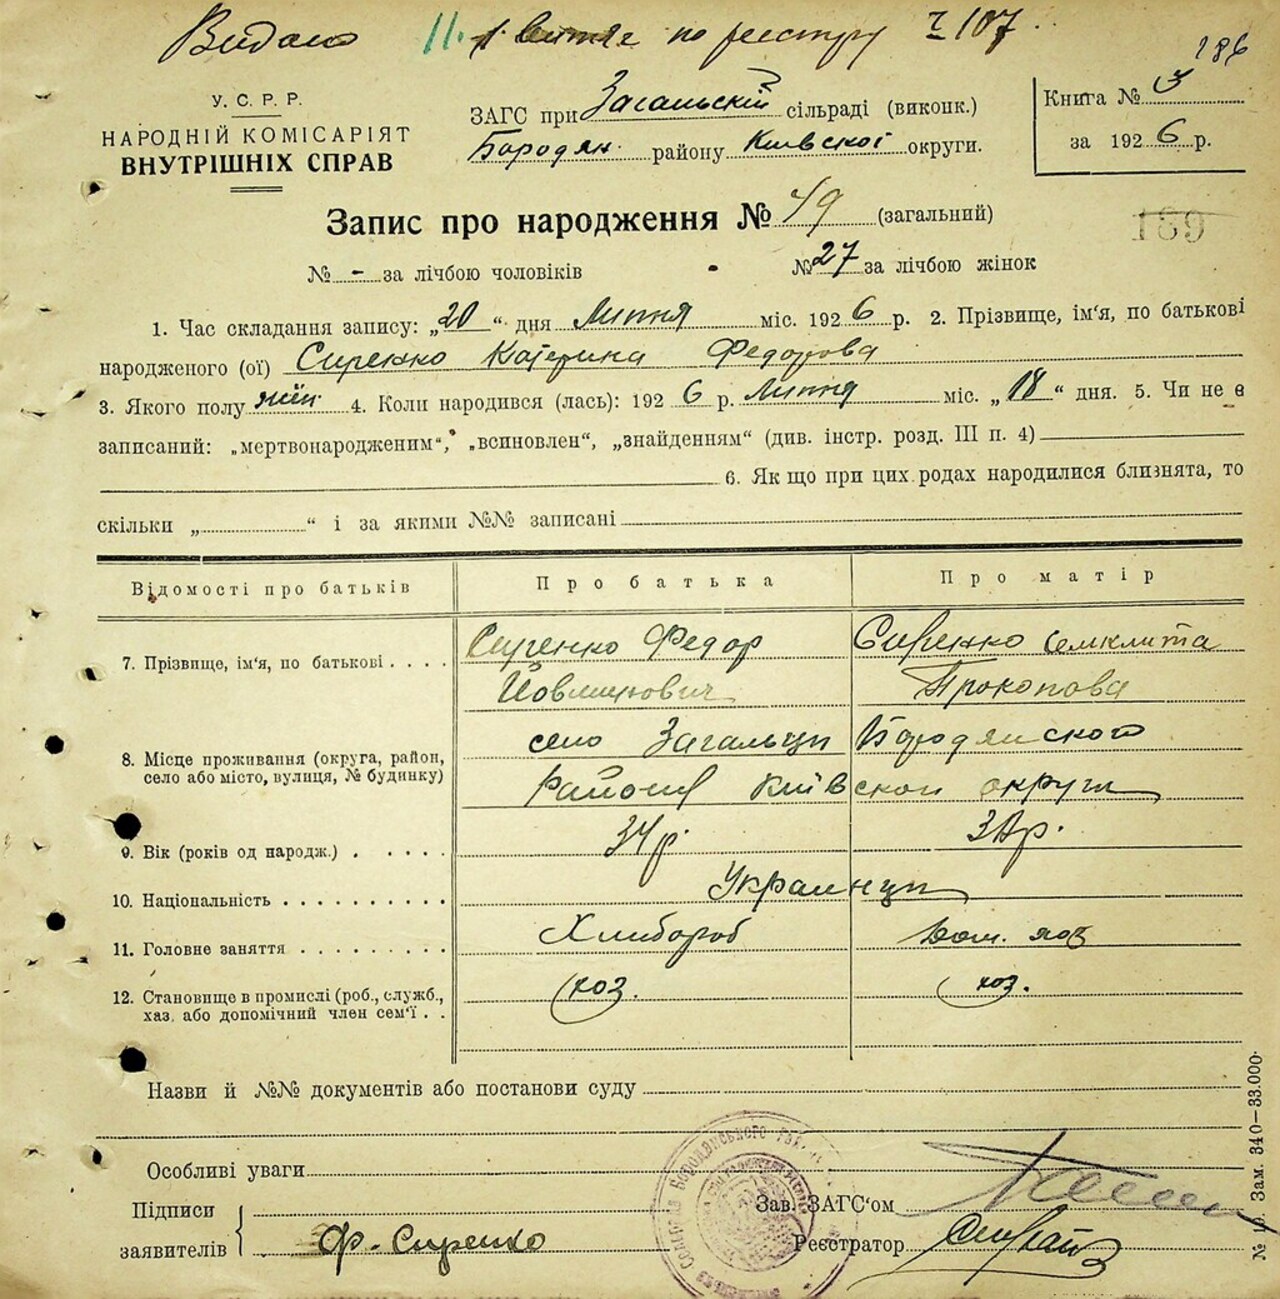 Видано 11. по реєстру № 107
186
У. С. Р. Р.
НАРОДНІЙ КОМІСАРІЯТ
ВНУТРІШНІХ СПРАВ
ЗАГС при Загальскій сільраді (виконк.)
Бородян. району Київскої округи.
Книга № 3
за 1926 р.
Запис про народження № 49 (загальний)
139
№ - за лічбою чоловіків № 27 за лічбою жінок
1. Час складання запису: „20“ дня Липня міс. 1926 р. 2. Прізвище, ім'я, по батькові
народженого (ої) Сиренко Катерина Федорова
3. Якого полу жін. 4. Коли народився (лась): 1926 р. Липня міс. „18“ дня. 5. Чи не є
записаний: „мертвонародженим“, „всиновлен“, „знайденням“ (див. інстр. розд. III п. 4)
6. Як що при цих родах народилися близнята, то
скільки „ “ і за якими №№ записані
Відомості про батьків Про батька Про матір
7. Прізвище, ім'я, по батькові . . . . Сиренко Федор Сиренко
Прокопова
8. Місце проживання (округа, район, село Загальци Бородянского
село або місто, вулиця, № будинку) Району Київской округи
9. Вік (років од народж.) . . . . . 34 р.
10. Національність . . . . . . . . . . Украинци
11. Головне заняття . . . . . . . . . Хлибороб Дом. хоз
12. Становище в промислі (роб., служб., хоз. хоз.
хаз. або допомічний член сем'ї . .
Назви й №№ документів або постанови суду
Особливі уваги
Підписи
заявителів Ф. Сиренко
Зав. ЗАГС'ом
Реєстратор
Зам. 340—33.000.